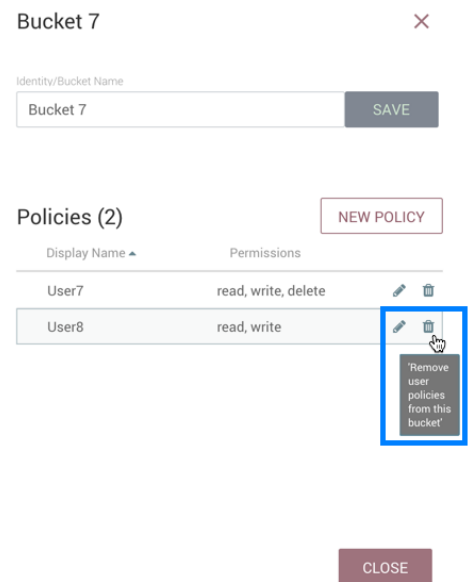 Bucket 7
Identity/Bucket Name
Bucket 7 SAVE
Policies (2) NEW POLICY
Display Name Permissions
User7 read, write, delete
User8 read, write
'Remove
user
policies
from this
bucket'
CLOSE